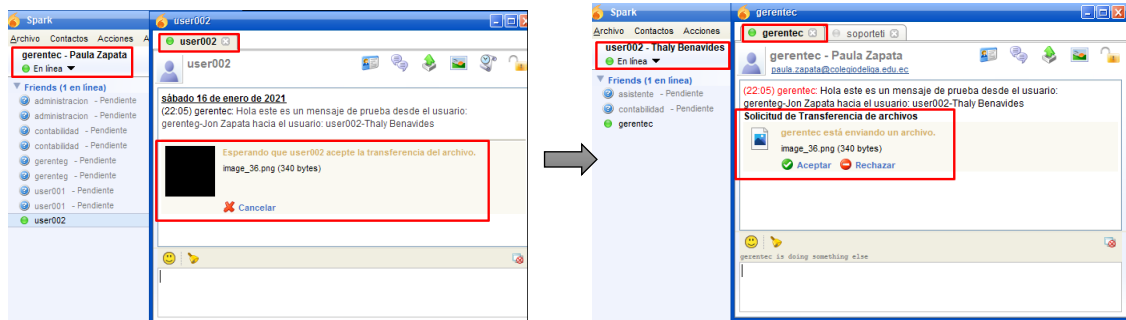 Spark
Archivo Contactos Acciones A
gerentec - Paula Zapata
En línea
Friends (1 en línea)
administracion - Pendiente
administracion - Pendiente
contabilidad - Pendiente
contabilidad - Pendiente
gerenteg - Pendiente
gerenteg - Pendiente
user001 - Pendiente
user001 - Pendiente
user002
user002
user002
user002
sábado 16 de enero de 2021
(22:05) gerentec: Hola este es un mensaje de prueba desde el usuario:
gerenteg-Jon Zapata hacia el usuario: user002-Thaly Benavides
Esperando que user002 acepte la transferencia del archivo.
image_36.png (340 bytes)
Cancelar
Spark
Archivo Contactos Acciones
user002 - Thaly Benavides
En línea
Friends (1 en línea)
asistente - Pendiente
contabilidad - Pendiente
gerentec
gerentec
gerentec
soporteti
gerentec - Paula Zapata
paula.zapata@colegiodeliga.edu.ec
(22:05) gerentec: Hola este es un mensaje de prueba desde el usuario:
gerenteg-Jon Zapata hacia el usuario: user002-Thaly Benavides
Solicitud de Transferencia de archivos
gerentec está enviando un archivo.
image_36.png (340 bytes)
Aceptar Rechazar
gerentec is doing something else